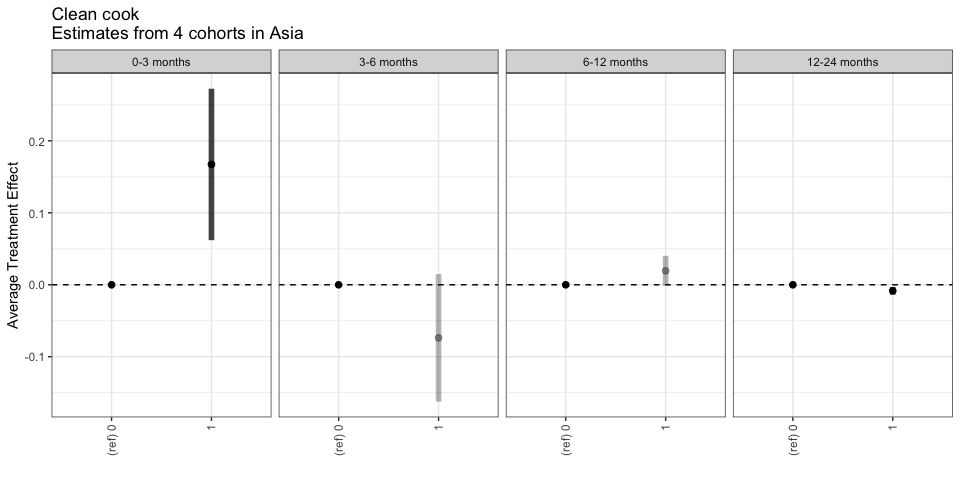 Clean cook
Estimates from 4 cohorts in Asia
0-3 months
3-6 months
6-12 months
12-24 months
Average Treatment Effect
0.2
0.1
0.0
-0.1
(ref) 0
1
(ref) 0
1
(ref) 0
1
(ref) 0
1